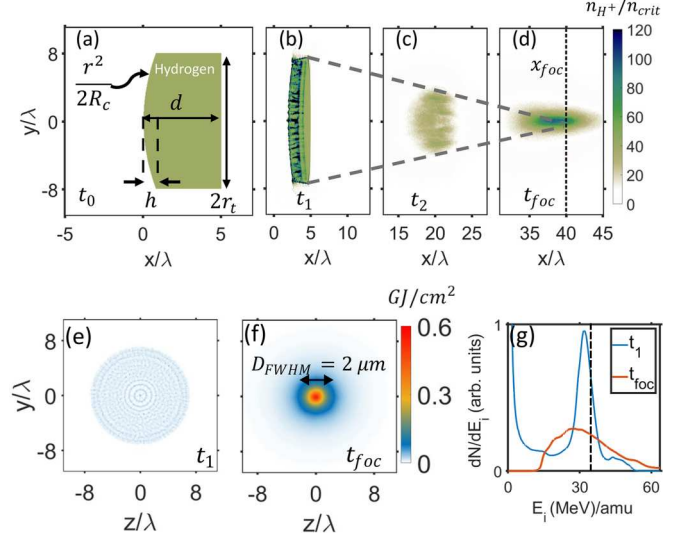 n_{H^+}/n_{crit}
(a)
(b)
(c)
(d)
r^2
2R_c
Hydrogen
d
t_0
h
2r_t
t_1
t_2
x_{foc}
t_{foc}
120
100
80
60
40
20
0
y/λ
8
0
-8
-5
0
5
0
5
10
15
20
25
35
40
45
x/λ
x/λ
x/λ
x/λ
GJ/cm^2
(e)
(f)
(g)
D_{FWHM} = 2 μm
t_1
t_{foc}
0.6
0.3
0
y/λ
8
0
-8
-8
0
8
-8
0
8
z/λ
z/λ
dN/dE_i (arb. units)
1
0
t_1
t_{foc}
0
30
60
E_i (MeV)/amu